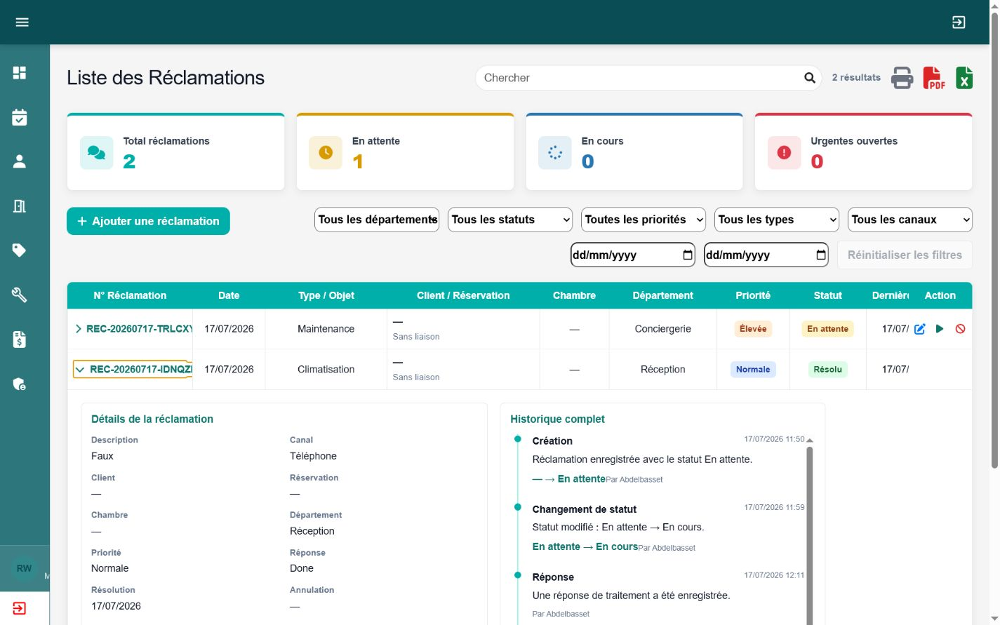 Liste des Réclamations
Chercher
2 résultats
PDF
X
Total réclamations
2
En attente
1
En cours
0
Urgentes ouvertes
0
+ Ajouter une réclamation
Tous les départements
Tous les statuts
Toutes les priorités
Tous les types
Tous les canaux
dd/mm/yyyy
dd/mm/yyyy
Réinitialiser les filtres
N° Réclamation Date Type / Objet Client / Réservation Chambre Département Priorité Statut Dernièr Action
REC-20260717-TRLCXY 17/07/2026 Maintenance — — Conciergerie Élevée En attente 17/07/
Sans liaison
REC-20260717-IDNQZ 17/07/2026 Climatisation — — Réception Normale Résolu 17/07/
Sans liaison
Détails de la réclamation
Description Canal
Faux Téléphone
Client Réservation
— —
Chambre Département
— Réception
Priorité Réponse
Normale Done
Résolution Annulation
17/07/2026 —
Historique complet
Création 17/07/2026 11:50
Réclamation enregistrée avec le statut En attente.
— → En attentePar Abdelbasset
Changement de statut 17/07/2026 11:59
Statut modifié : En attente → En cours.
En attente → En coursPar Abdelbasset
Réponse 17/07/2026 12:11
Une réponse de traitement a été enregistrée.
Par Abdelbasset
RW
M